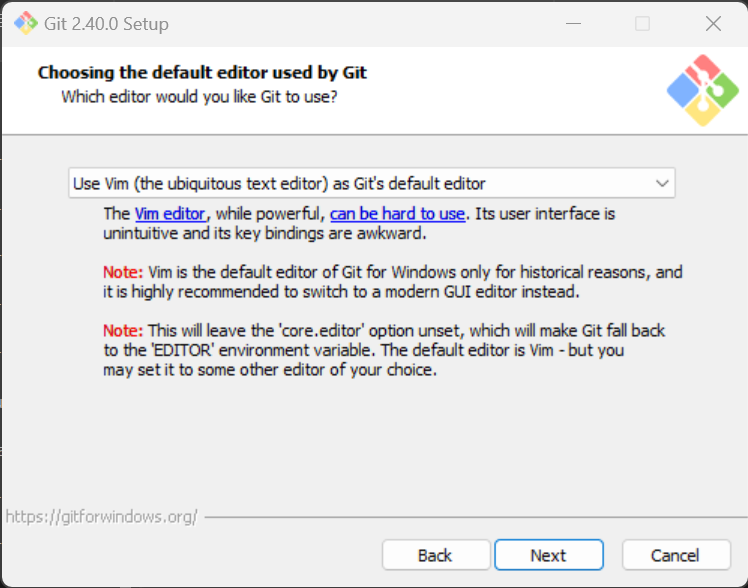 Git 2.40.0 Setup
Choosing the default editor used by Git
Which editor would you like Git to use?
Use Vim (the ubiquitous text editor) as Git's default editor
The Vim editor, while powerful, can be hard to use. Its user interface is
unintuitive and its key bindings are awkward.
Note: Vim is the default editor of Git for Windows only for historical reasons, and
it is highly recommended to switch to a modern GUI editor instead.
Note: This will leave the 'core.editor' option unset, which will make Git fall back
to the 'EDITOR' environment variable. The default editor is Vim - but you
may set it to some other editor of your choice.
https://gitforwindows.org/
Back
Next
Cancel